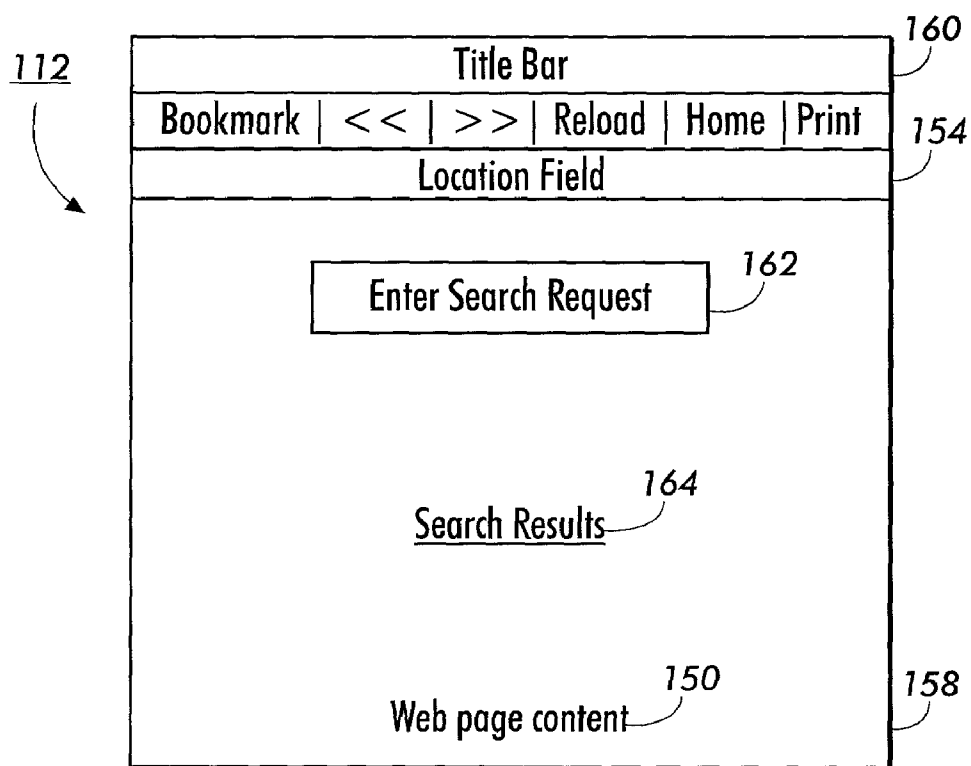 160
112
Title Bar
Bookmark | << | >> | Reload | Home | Print
154
Location Field
162
Enter Search Request
164
Search Results
150
158
Web page content